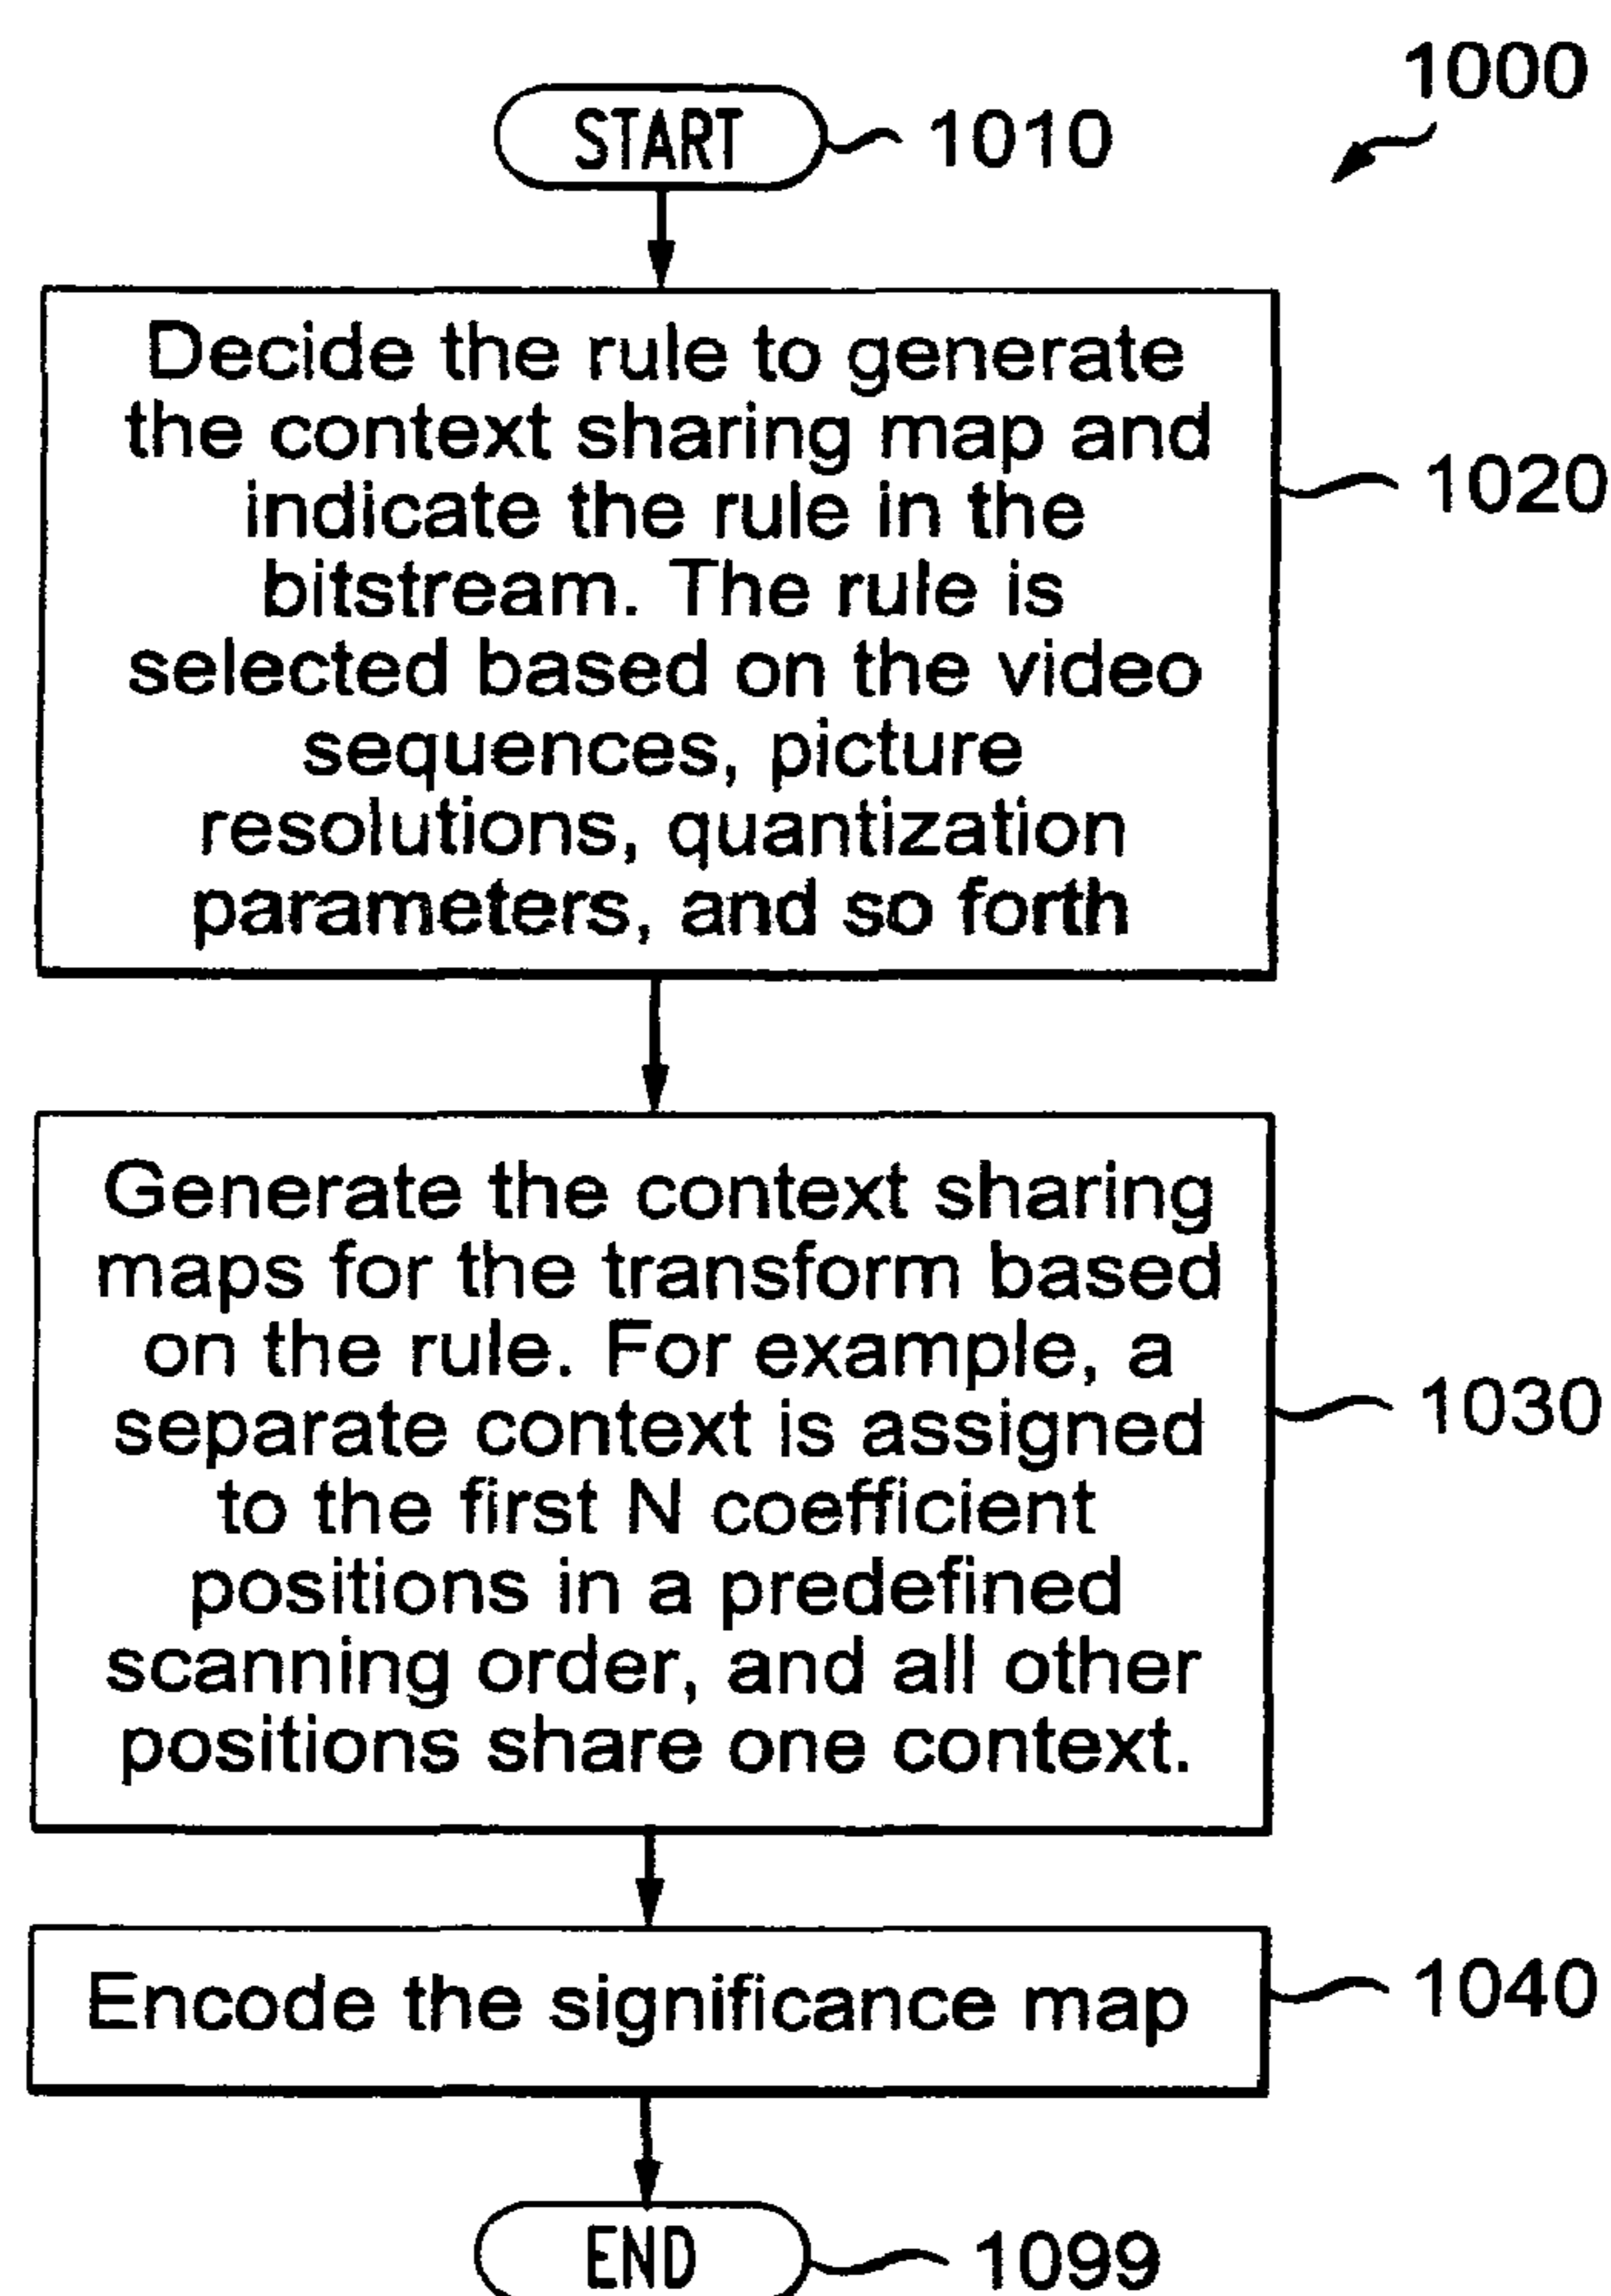 1000
START 1010
Decide the rule to generate
the context sharing map and
indicate the rule in the
bitstream. The rule is
selected based on the video
sequences, picture
resolutions, quantization
parameters, and so forth
1020
Generate the context sharing
maps for the transform based
on the rule. For example, a
separate context is assigned
to the first N coefficient
positions in a predefined
scanning order, and all other
positions share one context.
1030
Encode the significance map 1040
END 1099